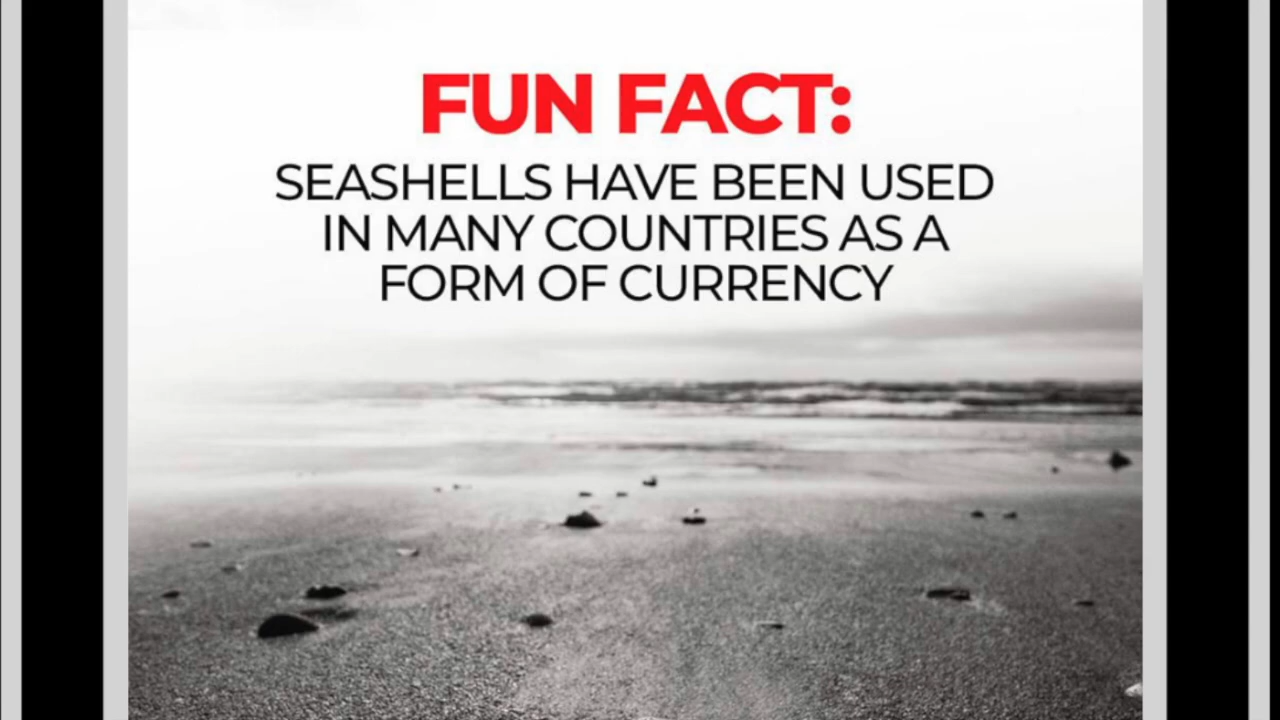 FUN FACT:
SEASHELLS HAVE BEEN USED
IN MANY COUNTRIES AS A
FORM OF CURRENCY